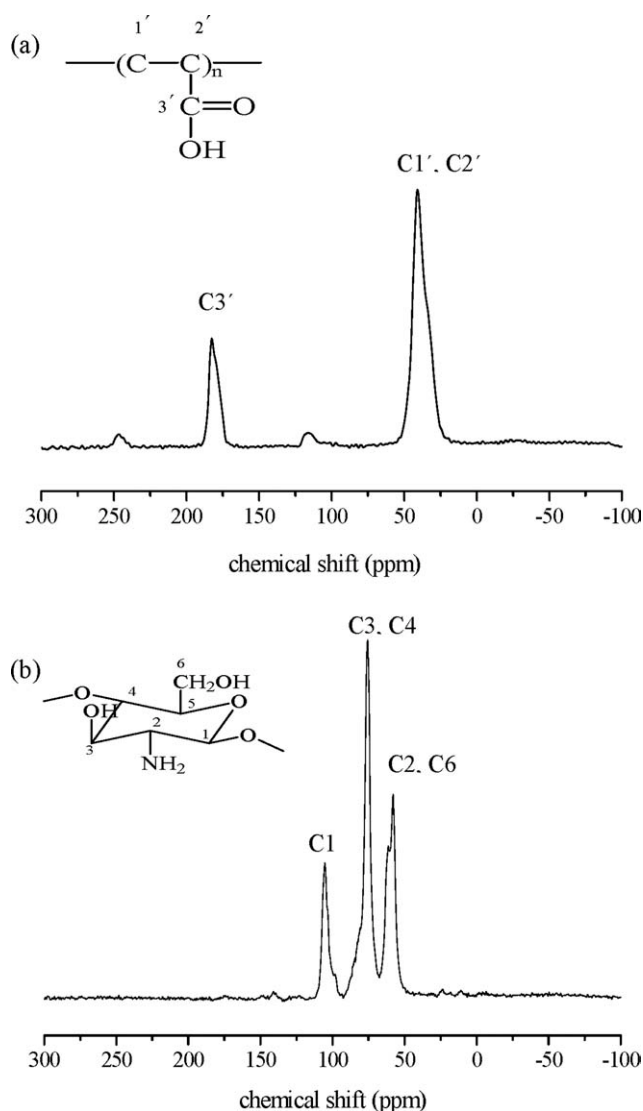 (a)
1´ 2´
(C C)n
3´ C=O
OH
C1´, C2´
C3´
300 250 200 150 100 50 0 -50 -100
chemical shift (ppm)
C3, C4
(b)
6
CH2OH
O 4 5 O
OH 2 1
3 O
NH2
C2, C6
C1
300 250 200 150 100 50 0 -50 -100
chemical shift (ppm)